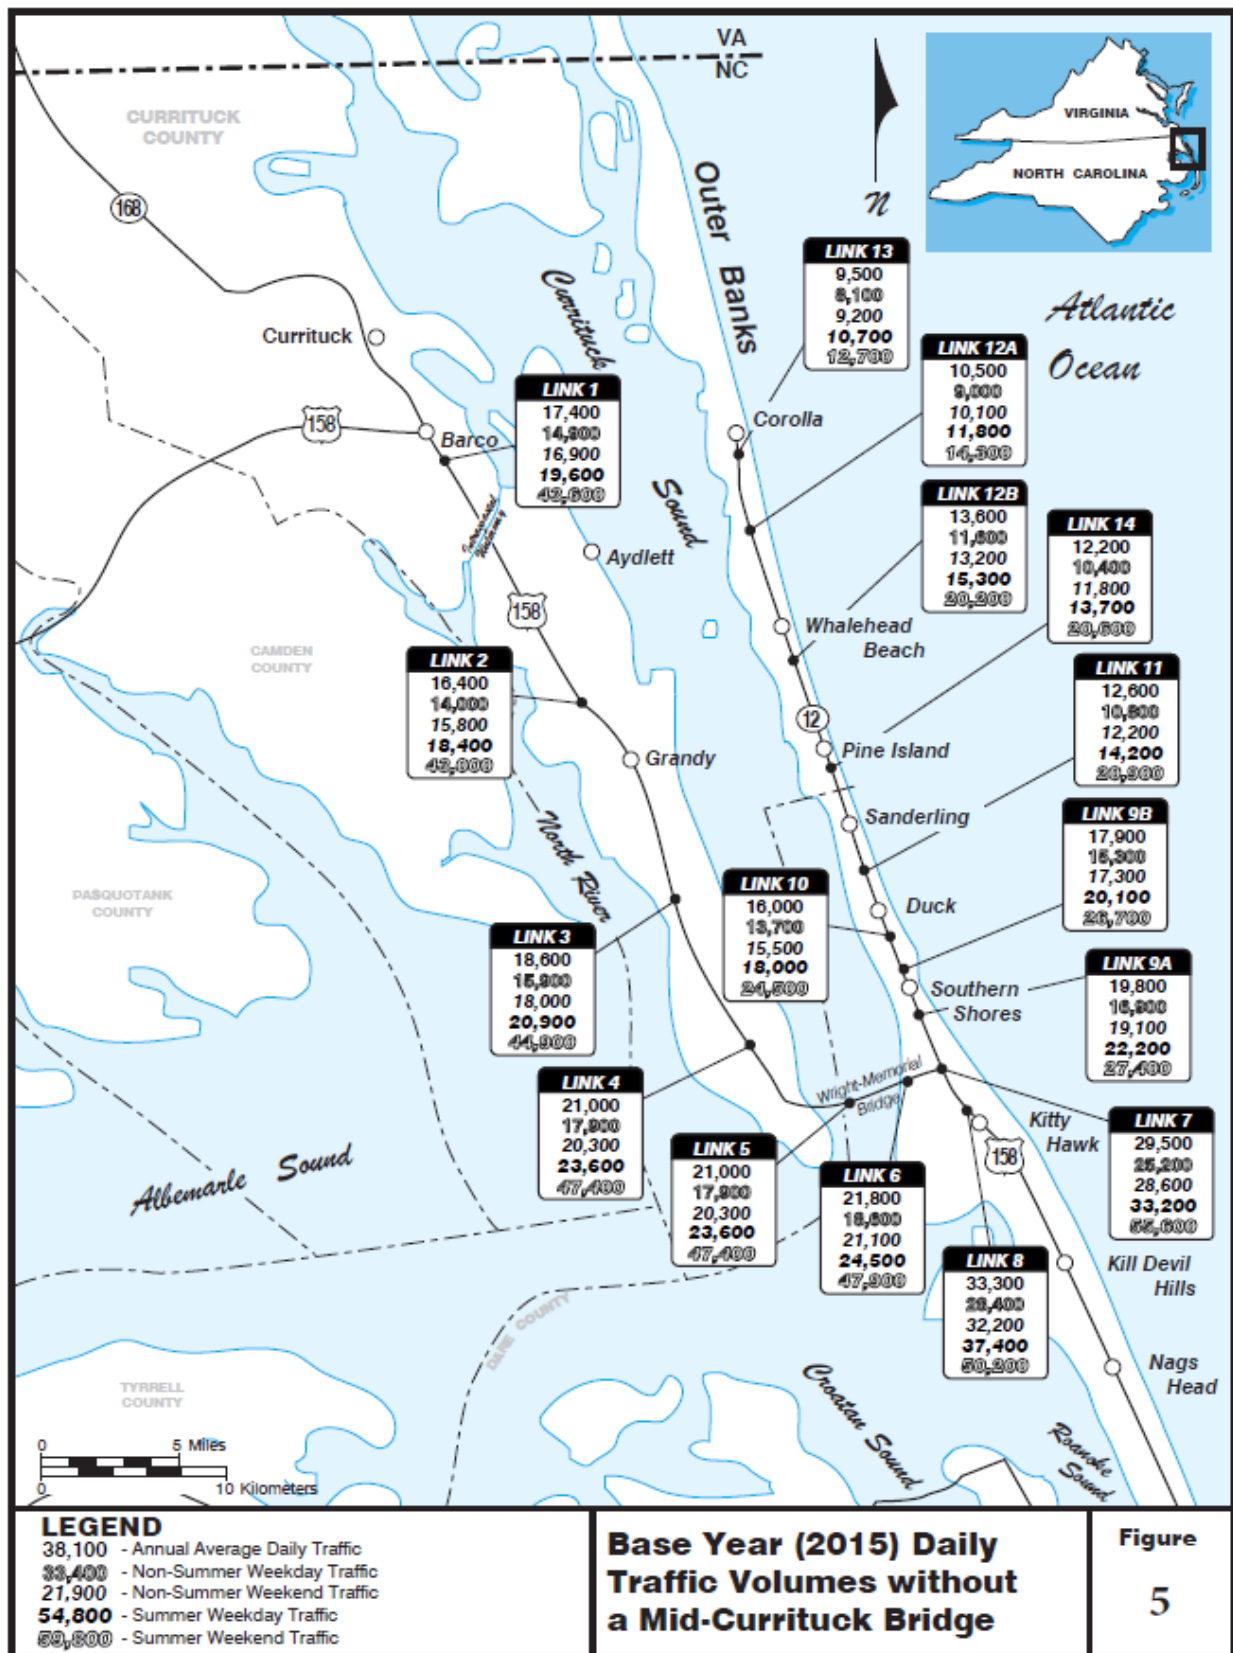 VA
NC
CURRITUCK
COUNTY
VIRGINIA
NORTH CAROLINA
N
168
Outer Banks
Currituck
Sound
Atlantic
Ocean
LINK 13
9,500
8,100
9,200
10,700
12,700
Currituck
LINK 12A
10,500
9,000
10,100
11,800
14,300
LINK 1
17,400
14,900
16,900
19,600
43,600
158
Barco
Corolla
LINK 12B
13,600
11,600
13,200
15,300
20,200
LINK 14
12,200
10,400
11,800
13,700
20,600
Aydlett
158
Whalehead
Beach
CAMDEN
COUNTY
LINK 2
16,400
14,000
15,800
18,400
43,000
LINK 11
12,600
10,800
12,200
14,200
20,900
12
Grandy
Pine Island
Sanderling
North River
LINK 9B
17,900
15,300
17,300
20,100
26,700
PASQUOTANK
COUNTY
LINK 10
16,000
13,700
15,500
18,000
24,500
Duck
LINK 3
18,600
15,900
18,000
20,900
44,900
LINK 9A
19,800
16,900
19,100
22,200
27,400
Southern
Shores
LINK 4
21,000
17,900
20,300
23,600
47,400
Wright-Memorial
Bridge
Kitty
Hawk
LINK 7
29,500
25,200
28,600
33,200
55,600
LINK 5
21,000
17,900
20,300
23,600
47,400
158
LINK 6
21,800
18,600
21,100
24,500
47,900
Albemarle Sound
LINK 8
33,300
28,400
32,200
37,400
50,200
Kill Devil
Hills
DARE COUNTY
Nags
Head
TYRRELL
COUNTY
Croatan Sound
Roanoke
Sound
0 5 Miles
0 10 Kilometers
LEGEND
38,100 - Annual Average Daily Traffic
33,400 - Non-Summer Weekday Traffic
21,900 - Non-Summer Weekend Traffic
54,800 - Summer Weekday Traffic
59,800 - Summer Weekend Traffic
Base Year (2015) Daily
Traffic Volumes without
a Mid-Currituck Bridge
Figure
5